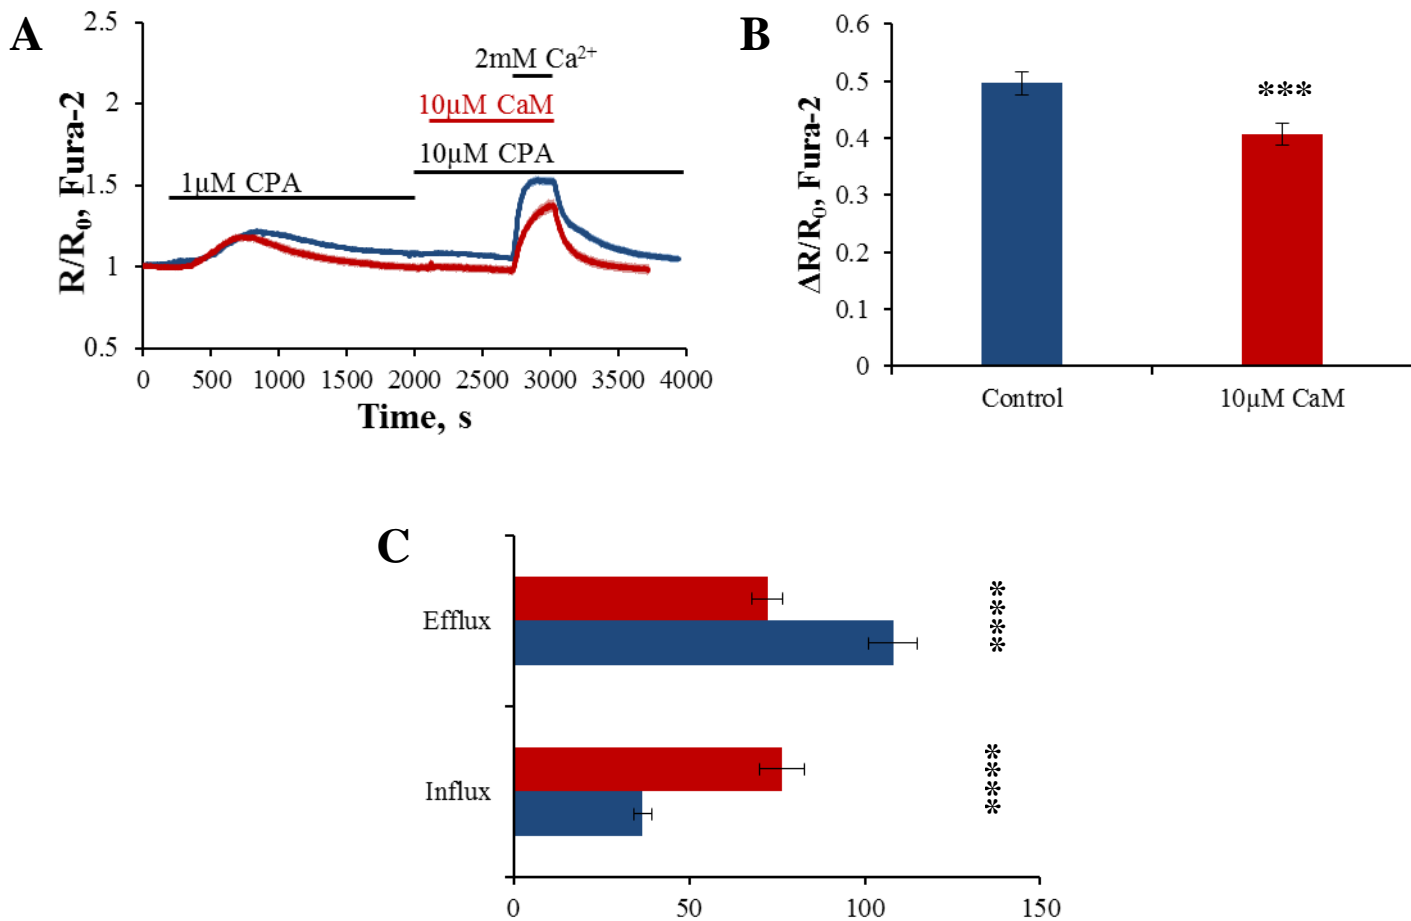 A
2.5
2
1.5
1
0.5
R/R₀, Fura-2
2mM Ca²⁺
10μM CaM
10μM CPA
1μM CPA
0 500 1000 1500 2000 2500 3000 3500 4000
Time, s
B
0.6
0.5
0.4
0.3
0.2
0.1
0
ΔR/R₀, Fura-2
***
Control 10μM CaM
C
Efflux
****
Influx
****
0 50 100 150